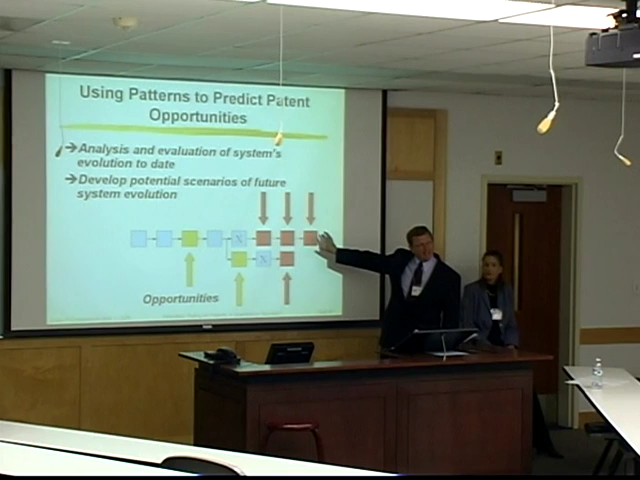 Using Patterns to Predict Patent
Opportunities
➔Analysis and evaluation of system's
evolution to date
➔Develop potential scenarios of future
system evolution
X
X
Opportunities